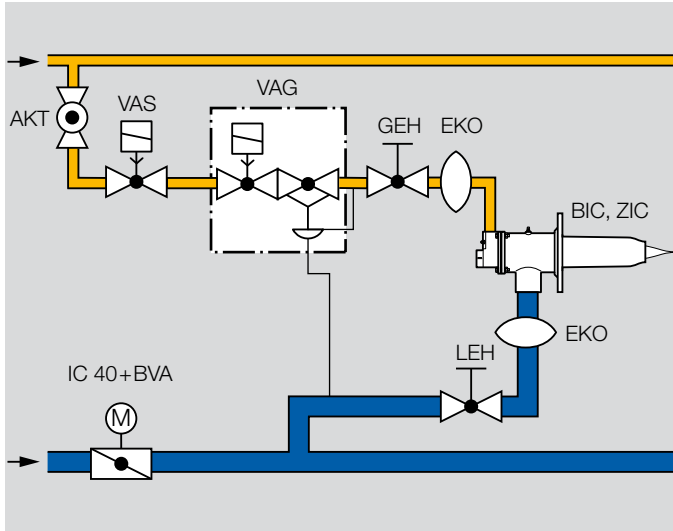 VAG
VAS
AKT
GEH
EKO
BIC, ZIC
EKO
LEH
IC 40+BVA
M